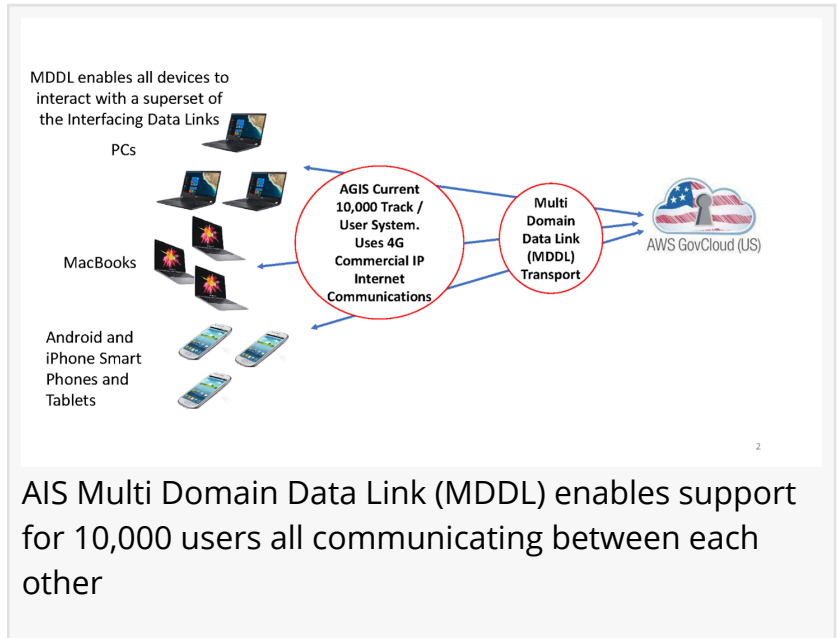 MDDL enables all devices to
interact with a superset of
the Interfacing Data Links
PCs
MacBooks
Android and
iPhone Smart
Phones and
Tablets
AGIS Current
10,000 Track /
User System.
Uses 4G
Commercial IP
Internet
Communications
Multi
Domain
Data Link
(MDDL)
Transport
AWS GovCloud (US)
2
AIS Multi Domain Data Link (MDDL) enables support
for 10,000 users all communicating between each
other